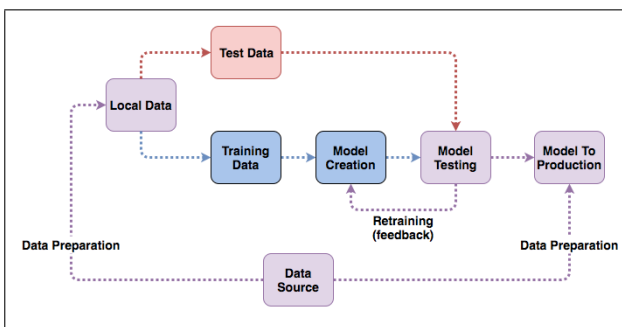 Test Data
Local Data
Training
Data
Model
Creation
Model
Testing
Model To
Production
Retraining
(feedback)
Data Preparation
Data Preparation
Data
Source